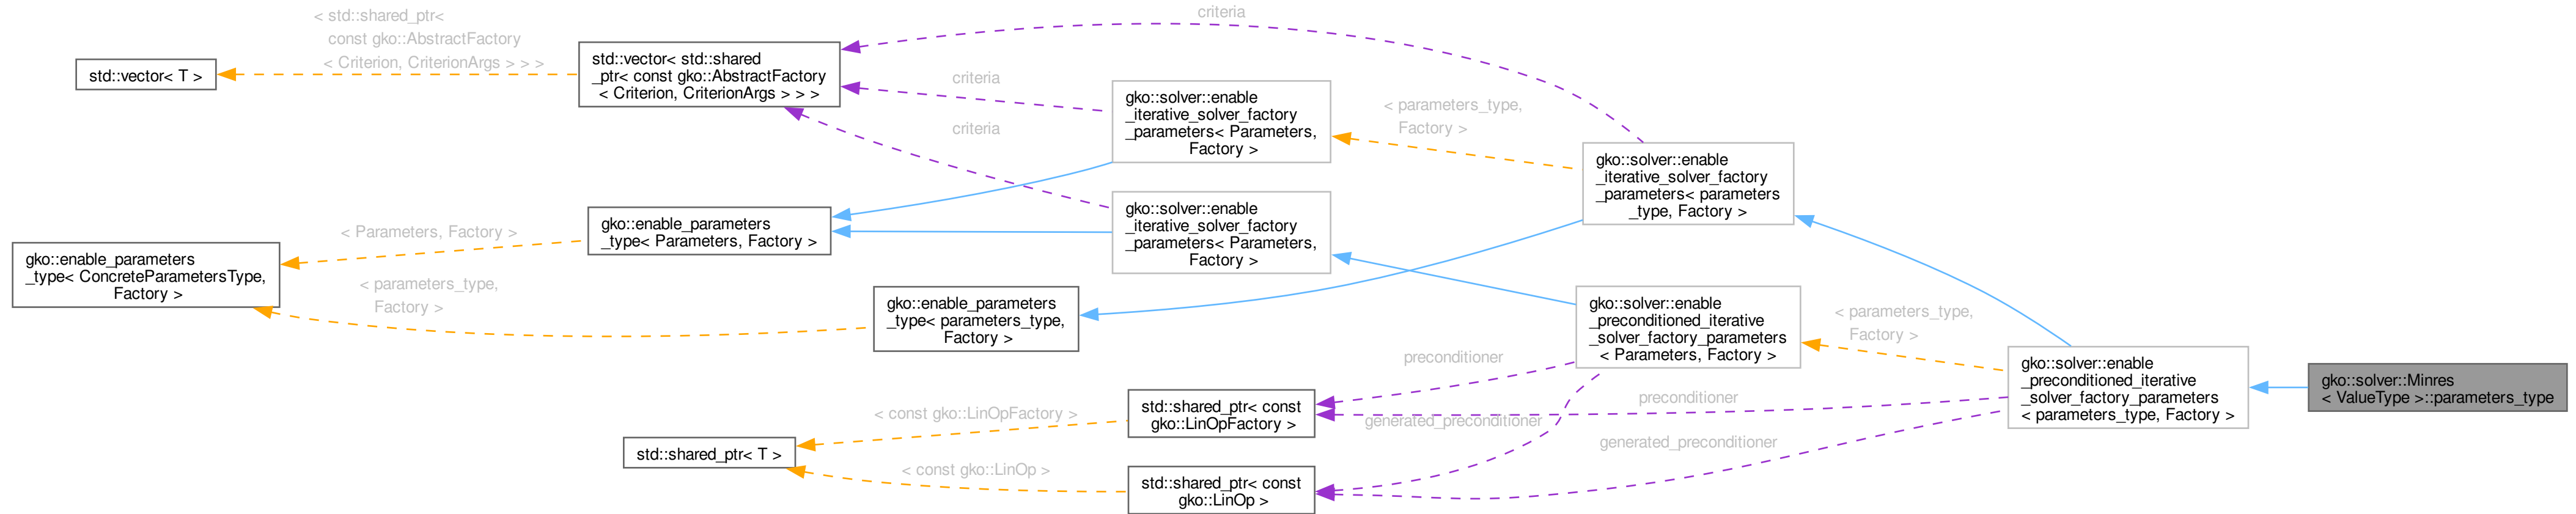 std::vector< T >
< std::shared_ptr<
const gko::AbstractFactory
< Criterion, CriterionArgs > > >
std::vector< std::shared
_ptr< const gko::AbstractFactory
< Criterion, CriterionArgs > > >
criteria
criteria
criteria
gko::solver::enable
_iterative_solver_factory
_parameters< Parameters,
Factory >
< parameters_type,
Factory >
gko::solver::enable
_iterative_solver_factory
_parameters< parameters
_type, Factory >
gko::enable_parameters
_type< ConcreteParametersType,
Factory >
< Parameters, Factory >
< parameters_type,
Factory >
gko::enable_parameters
_type< Parameters, Factory >
gko::solver::enable
_iterative_solver_factory
_parameters< Parameters,
Factory >
gko::enable_parameters
_type< parameters_type,
Factory >
gko::solver::enable
_preconditioned_iterative
_solver_factory_parameters
< Parameters, Factory >
< parameters_type,
Factory >
gko::solver::enable
_preconditioned_iterative
_solver_factory_parameters
< parameters_type, Factory >
gko::solver::Minres
< ValueType >::parameters_type
preconditioner
preconditioner
generated_preconditioner
generated_preconditioner
std::shared_ptr< T >
< const gko::LinOpFactory >
< const gko::LinOp >
std::shared_ptr< const
gko::LinOpFactory >
std::shared_ptr< const
gko::LinOp >